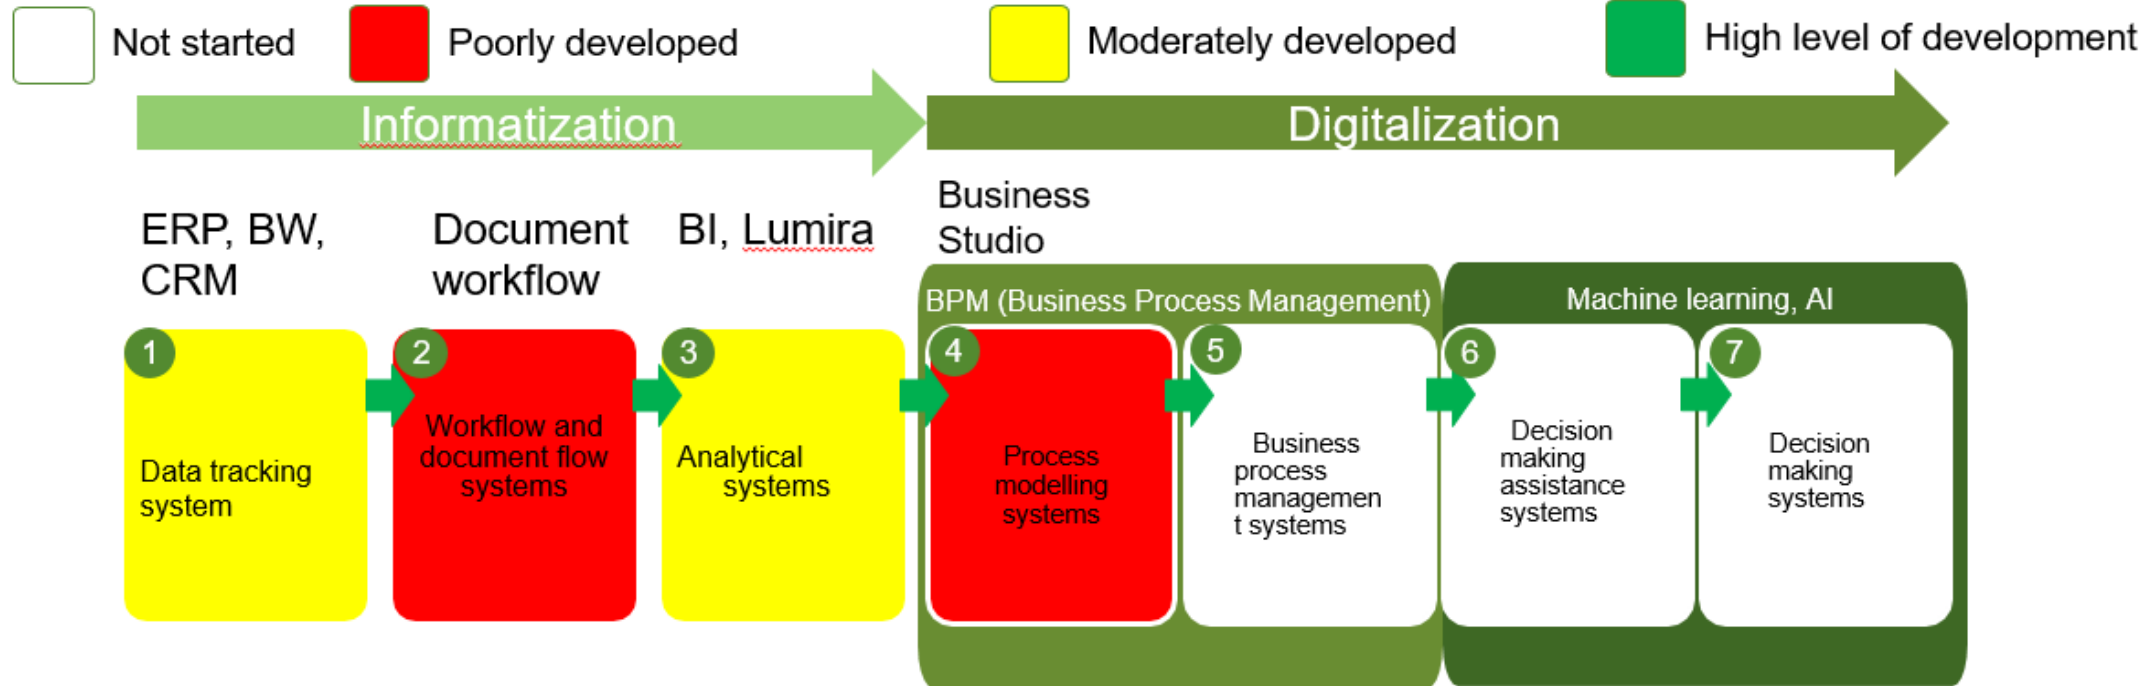 Not started
Poorly developed
Moderately developed
High level of development
Informatization
Digitalization
ERP, BW,
CRM
Document
workflow
BI, Lumira
Business
Studio
BPM (Business Process Management)
Machine learning, AI
1
Data tracking
system
2
Workflow and
document flow
systems
3
Analytical
systems
4
Process
modelling
systems
5
Business
process
managemen
t systems
6
Decision
making
assistance
systems
7
Decision
making
systems